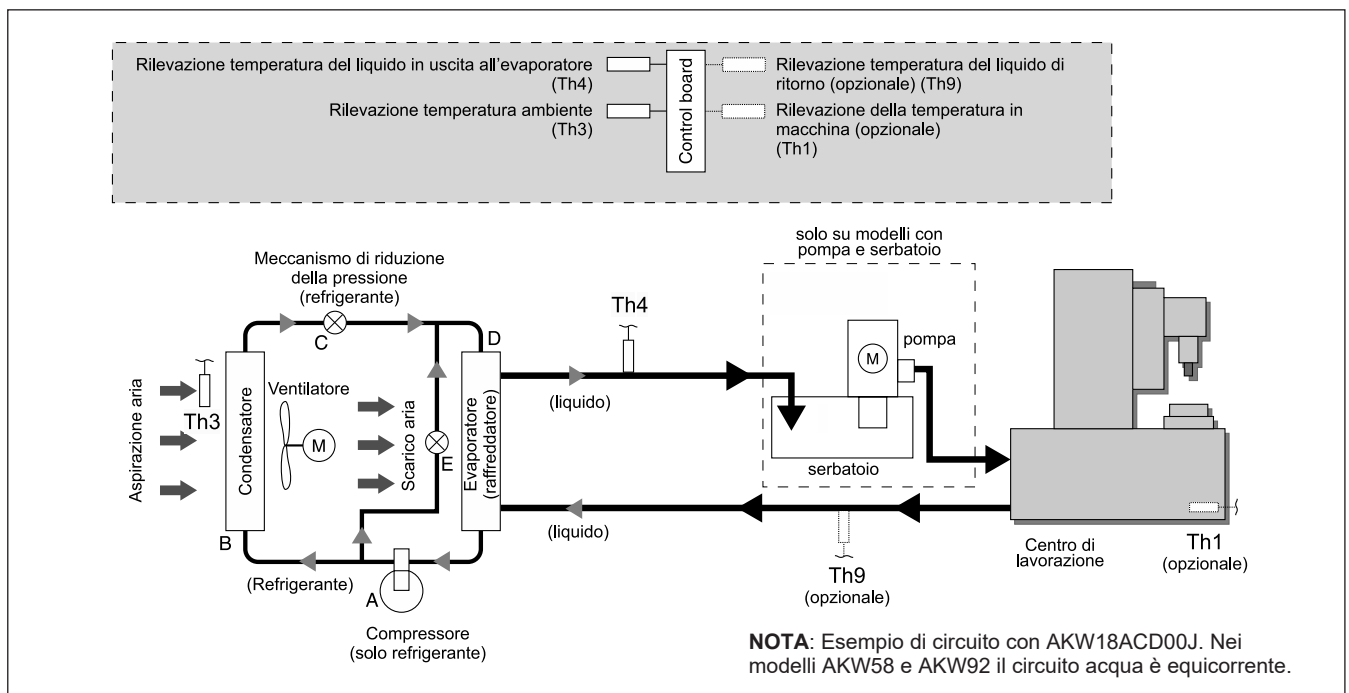 Rilevazione temperatura del liquido in uscita all'evaporatore
(Th4)
Rilevazione temperatura ambiente
(Th3)
Control board
Rilevazione temperatura del liquido di
ritorno (opzionale) (Th9)
Rilevazione della temperatura in
macchina (opzionale)
(Th1)
solo su modelli con
pompa e serbatoio
Meccanismo di riduzione
della pressione
(refrigerante)
C
D
Th4
M
pompa
Aspirazione aria
Th3
Condensatore
Ventilatore
M
Scarico aria
E
Evaporatore
(raffreddatore)
(liquido)
serbatoio
B
(Refrigerante)
A
Compressore
(solo refrigerante)
(liquido)
Th9
(opzionale)
Centro di
lavorazione
Th1
(opzionale)
NOTA: Esempio di circuito con AKW18ACD00J. Nei
modelli AKW58 e AKW92 il circuito acqua è equicorrente.